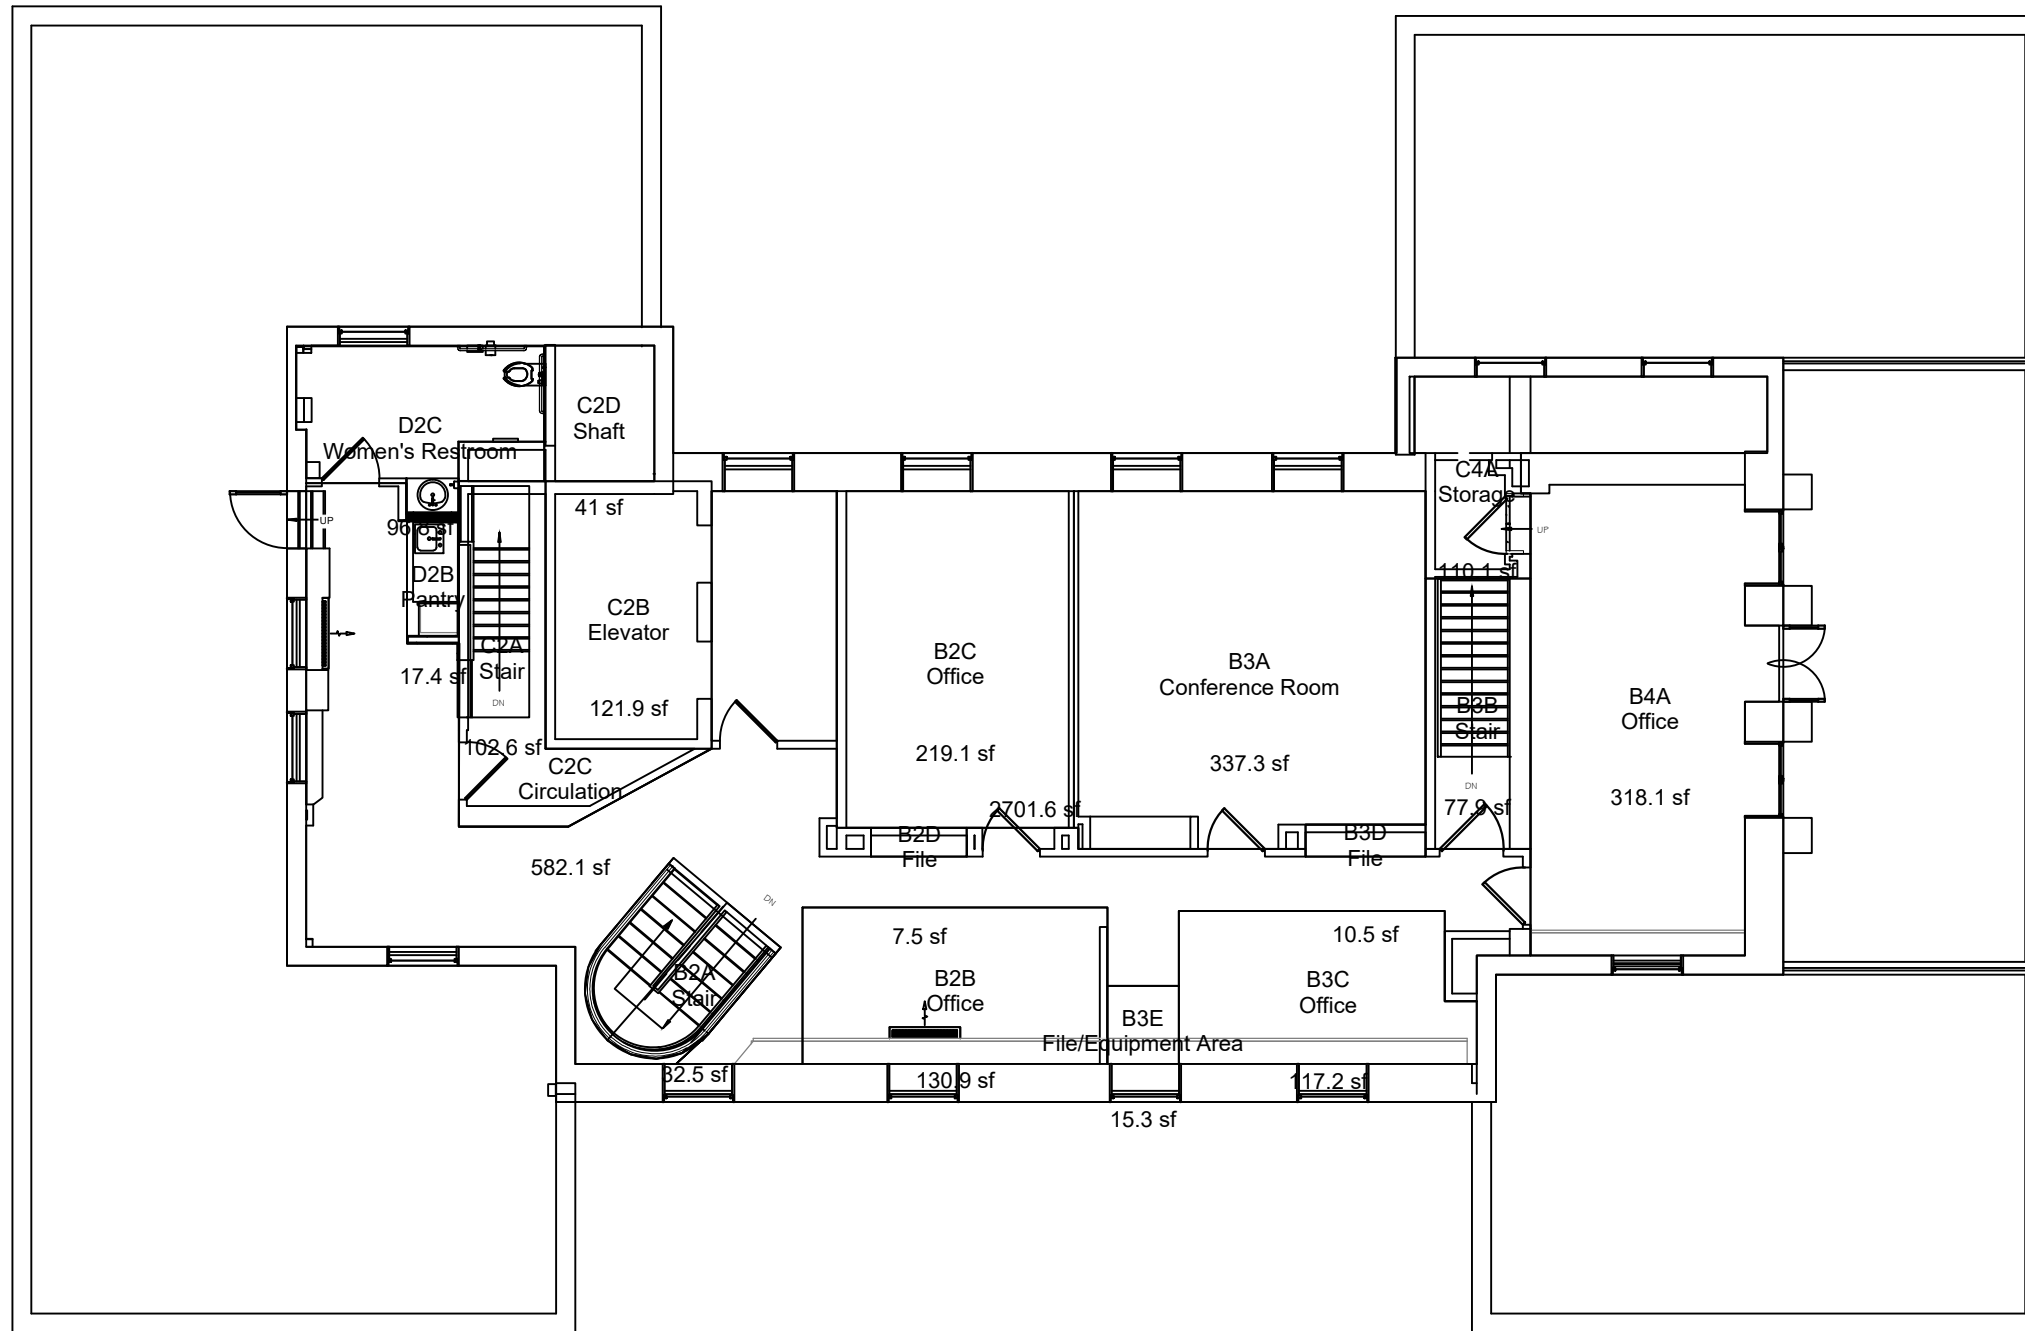 C2D
Shaft
D2C
Women's Restroom
C4A
Storage
41 sf
UP
96.8 sf
UP
D2B
Pantry
110.1 sf
C2B
Elevator
C2A
Stair
17.4 sf
B2C
Office
B3A
Conference Room
B4A
Office
B3B
Stair
DN
121.9 sf
102.6 sf
219.1 sf
337.3 sf
C2C
Circulation
DN
77.9 sf
318.1 sf
2701.6 sf
B2D
File
B3D
File
582.1 sf
DN
7.5 sf
10.5 sf
B2A
Stair
B2B
Office
B3C
Office
B3E
File/Equipment Area
32.5 sf
130.9 sf
117.2 sf
15.3 sf